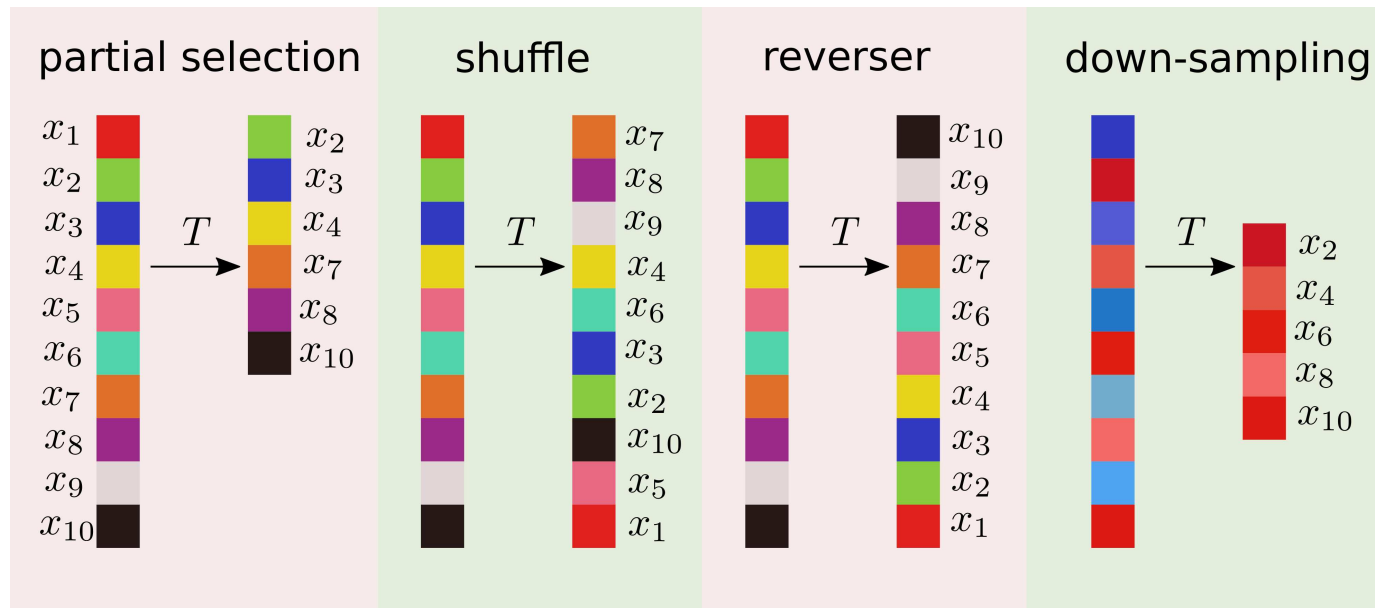 partial selection
x1
x2
x3
x4
x5
x6
x7
x8
x9
x10
T
x2
x3
x4
x7
x8
x10
shuffle
T
x7
x8
x9
x4
x6
x3
x2
x10
x5
x1
reverser
T
x10
x9
x8
x7
x6
x5
x4
x3
x2
x1
down-sampling
T
x2
x4
x6
x8
x10